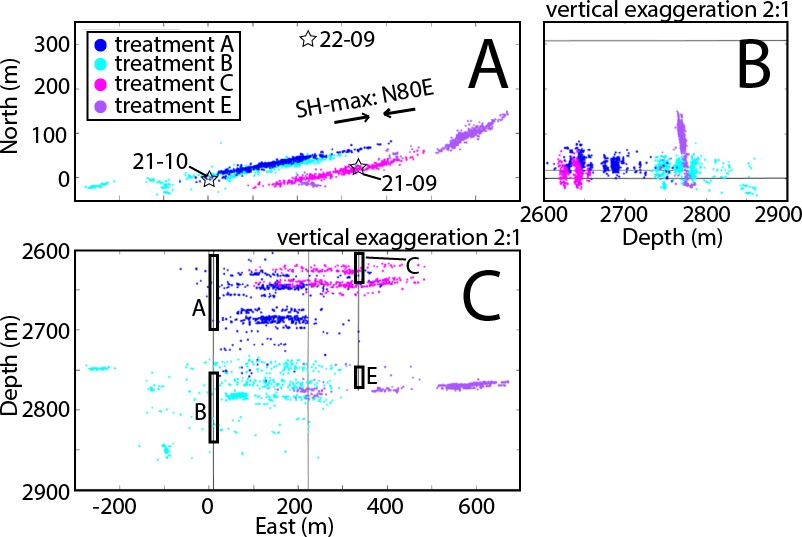 vertical exaggeration 2:1
300
200
100
0
North (m)
treatment A
treatment B
treatment C
treatment E
22-09
SH-max: N80E
21-10
21-09
A
B
2600
2700
2800
2900
Depth (m)
vertical exaggeration 2:1
2600
2700
2800
2900
Depth (m)
A
B
C
E
C
-200
0
200
400
600
East (m)